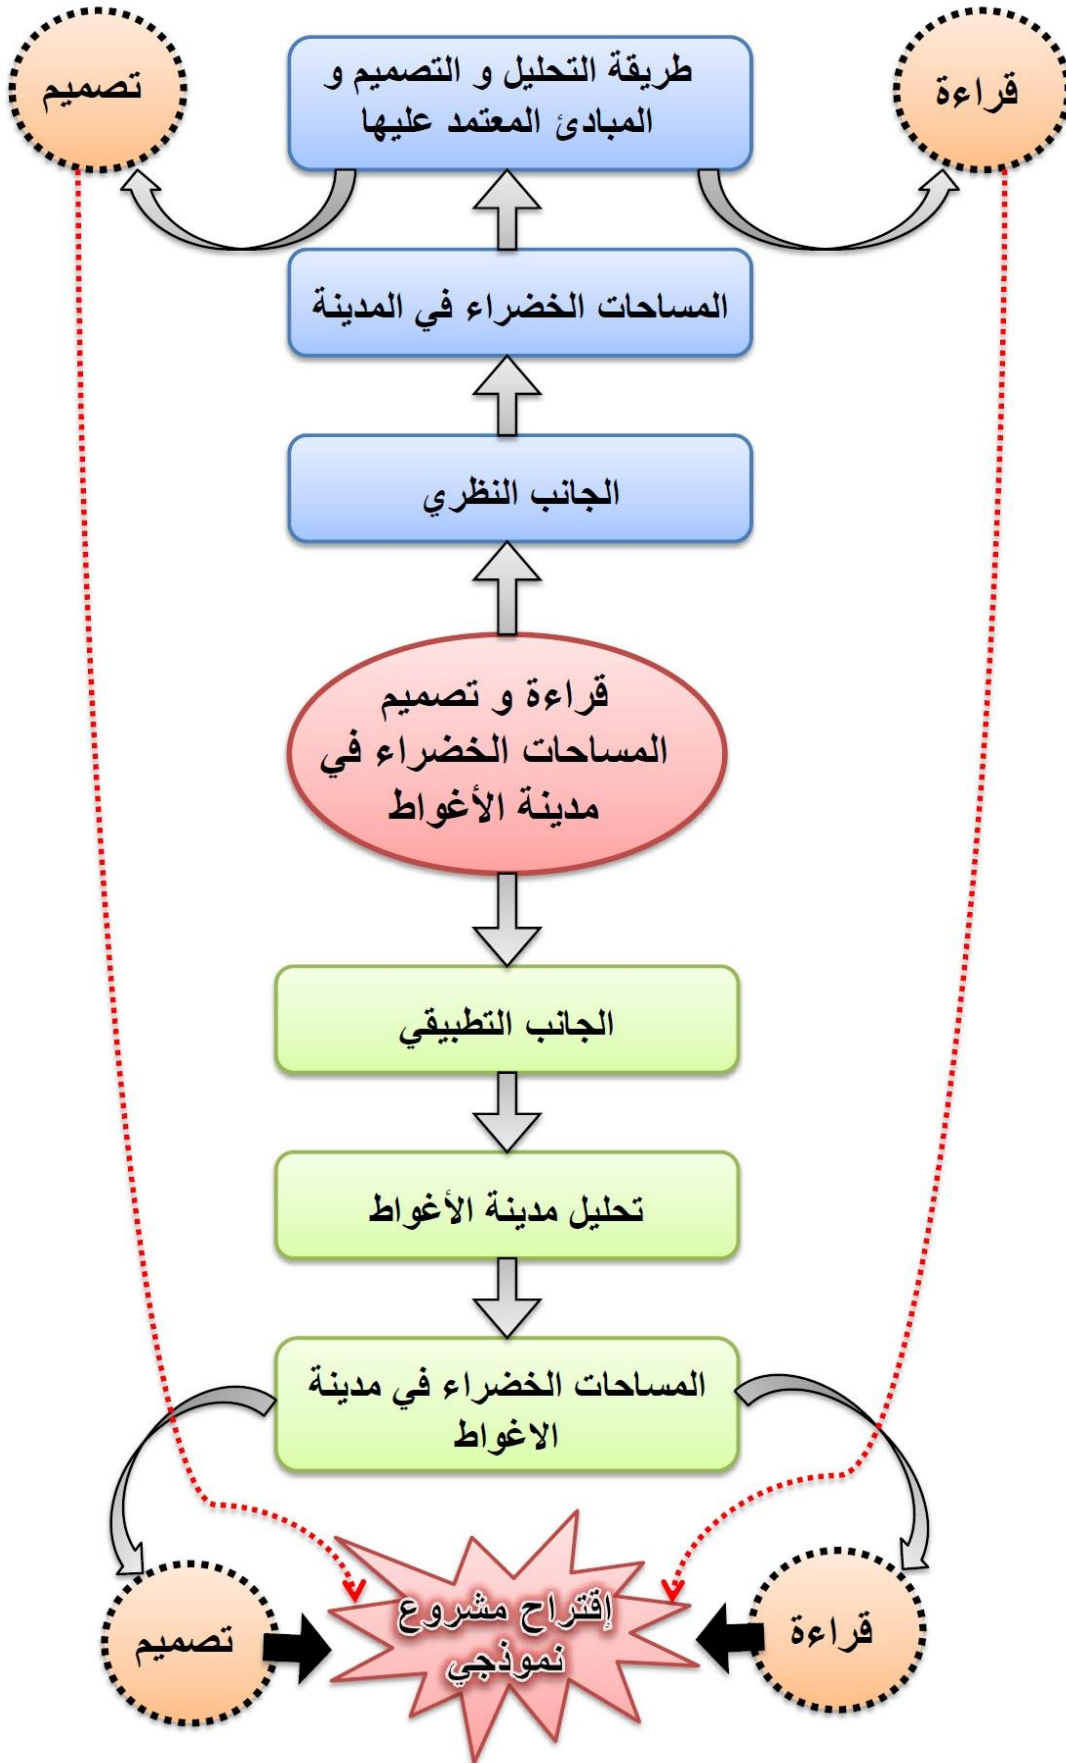 قراءة
طريقة التحليل و التصميم و
المبادئ المعتمد عليها
تصميم
المساحات الخضراء في المدينة
الجانب النظري
قراءة و تصميم
المساحات الخضراء في
مدينة الأغواط
الجانب التطبيقي
تحليل مدينة الأغواط
المساحات الخضراء في مدينة
الاغواط
قراءة
إقتراح مشروع
نموذجي
تصميم